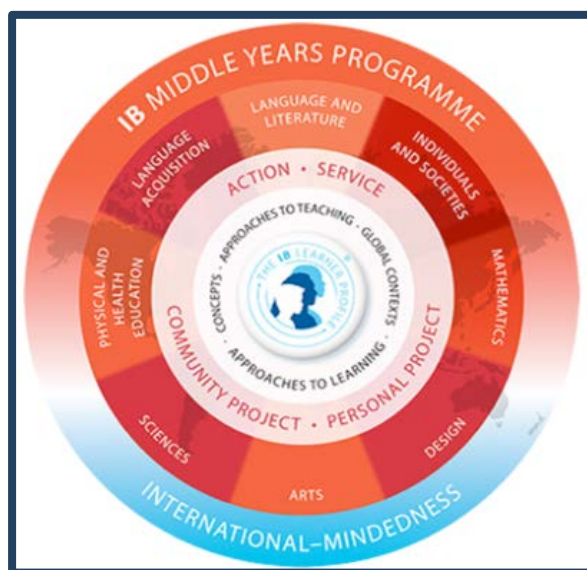 IB MIDDLE YEARS PROGRAMME
LANGUAGE AND
LITERATURE
INDIVIDUALS
AND SOCIETIES
MATHEMATICS
DESIGN
ARTS
SCIENCES
PHYSICAL AND
HEALTH
EDUCATION
LANGUAGE
ACQUISITION
ACTION • SERVICE
PERSONAL PROJECT
COMMUNITY PROJECT
APPROACHES TO TEACHING
GLOBAL CONTEXTS
APPROACHES TO LEARNING
CONCEPTS
THE IB LEARNER PROFILE
®
INTERNATIONAL–MINDEDNESS